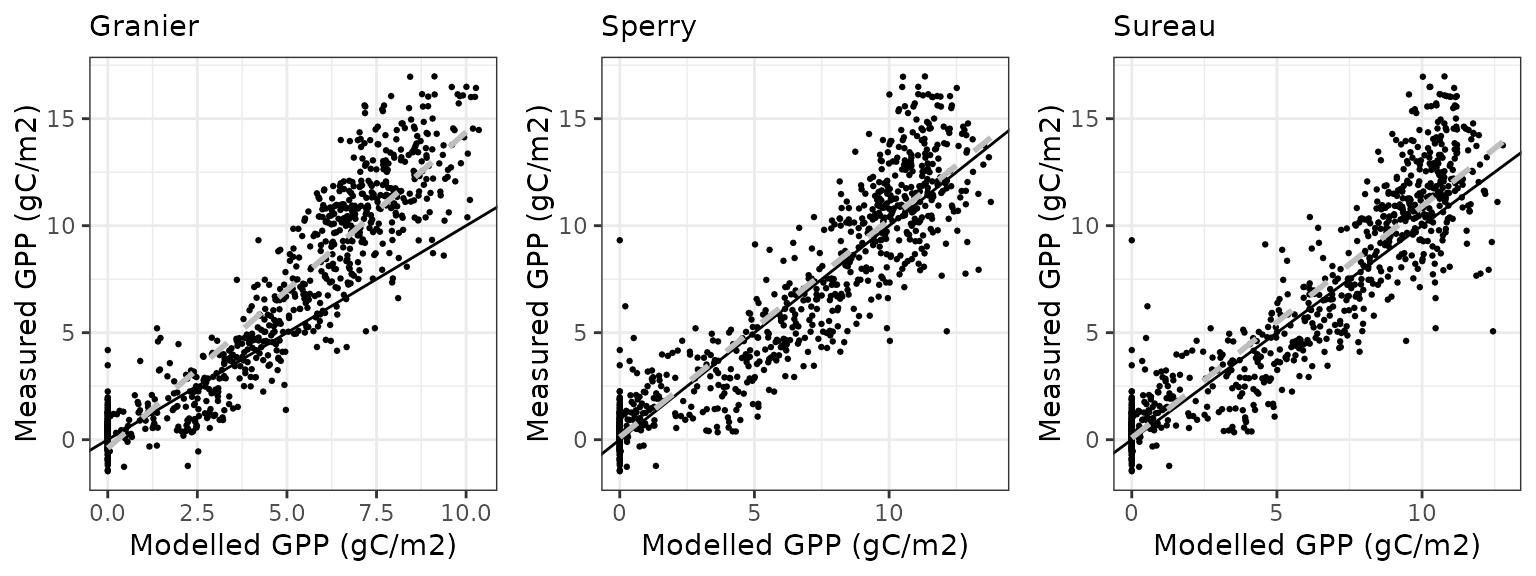 Granier
Measured GPP (gC/m2)
15
10
5
0
0.0 2.5 5.0 7.5 10.0
Modelled GPP (gC/m2)
Sperry
Measured GPP (gC/m2)
15
10
5
0
0 5 10
Modelled GPP (gC/m2)
Sureau
Measured GPP (gC/m2)
15
10
5
0
0 5 10
Modelled GPP (gC/m2)